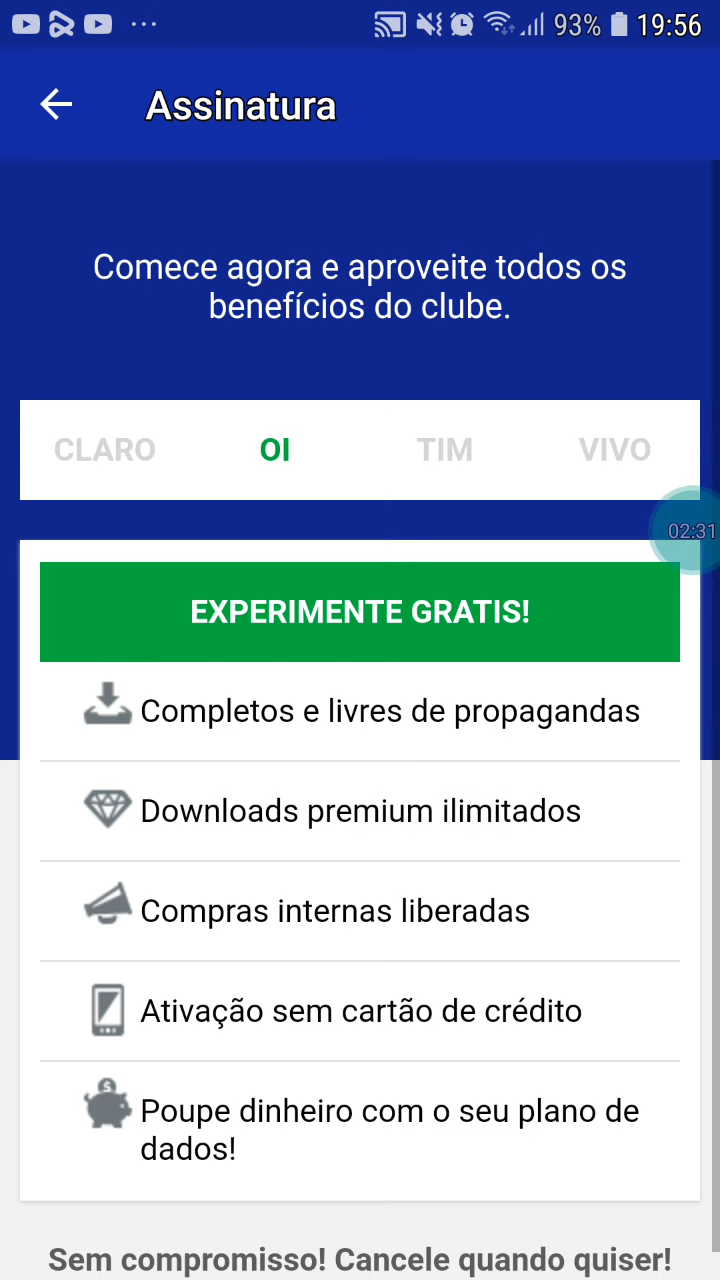 93% 19:56
Assinatura
Comece agora e aproveite todos os
benefícios do clube.
CLARO OI TIM VIVO
02:31
EXPERIMENTE GRATIS!
Completos e livres de propagandas
Downloads premium ilimitados
Compras internas liberadas
Ativação sem cartão de crédito
Poupe dinheiro com o seu plano de
dados!
Sem compromisso! Cancele quando quiser!